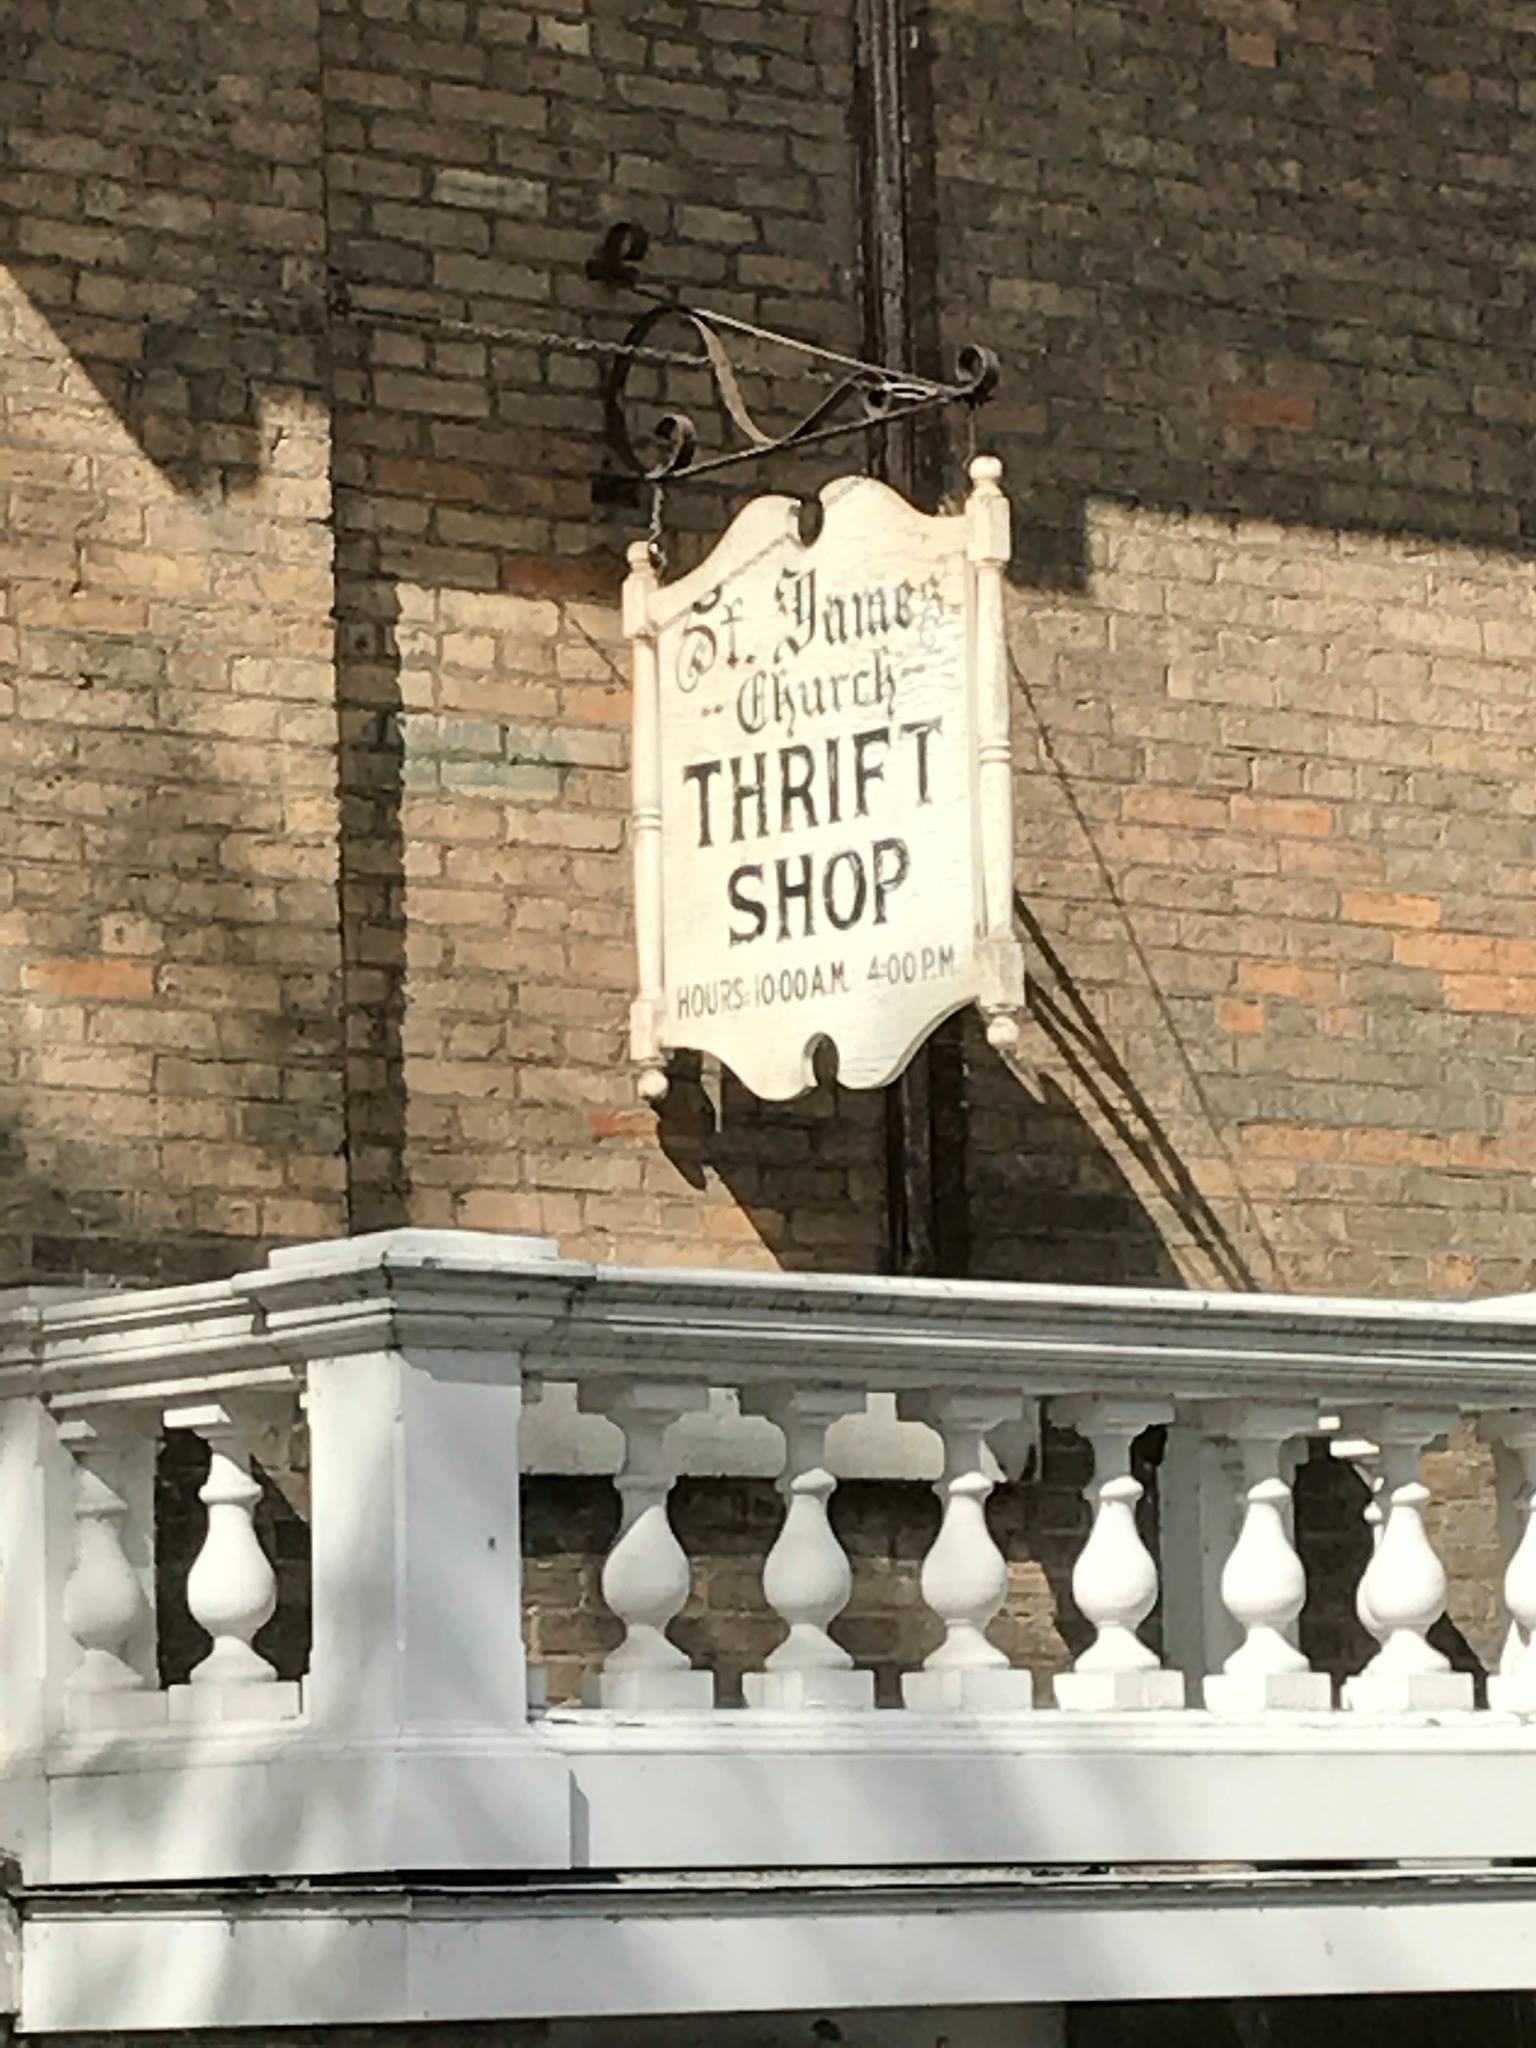 St. James
-- Church --
THRIFT
SHOP
HOURS: 10:00 A.M. 4:00 P.M.